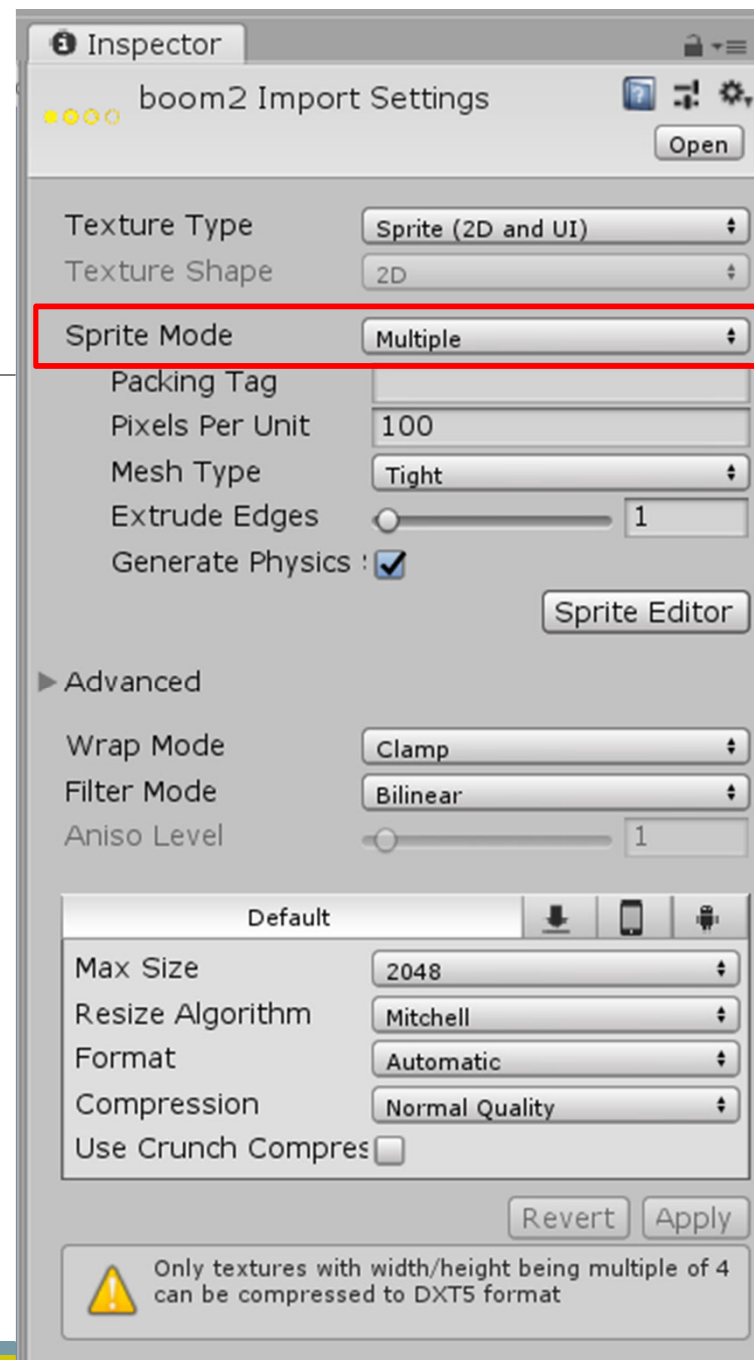 Inspector
boom2 Import Settings
Open
Texture Type Sprite (2D and UI)
Texture Shape 2D
Sprite Mode Multiple
Packing Tag
Pixels Per Unit 100
Mesh Type Tight
Extrude Edges 1
Generate Physics
Sprite Editor
Advanced
Wrap Mode Clamp
Filter Mode Bilinear
Aniso Level 1
Default
Max Size 2048
Resize Algorithm Mitchell
Format Automatic
Compression Normal Quality
Use Crunch Compres
Revert Apply
Only textures with width/height being multiple of 4
can be compressed to DXT5 format